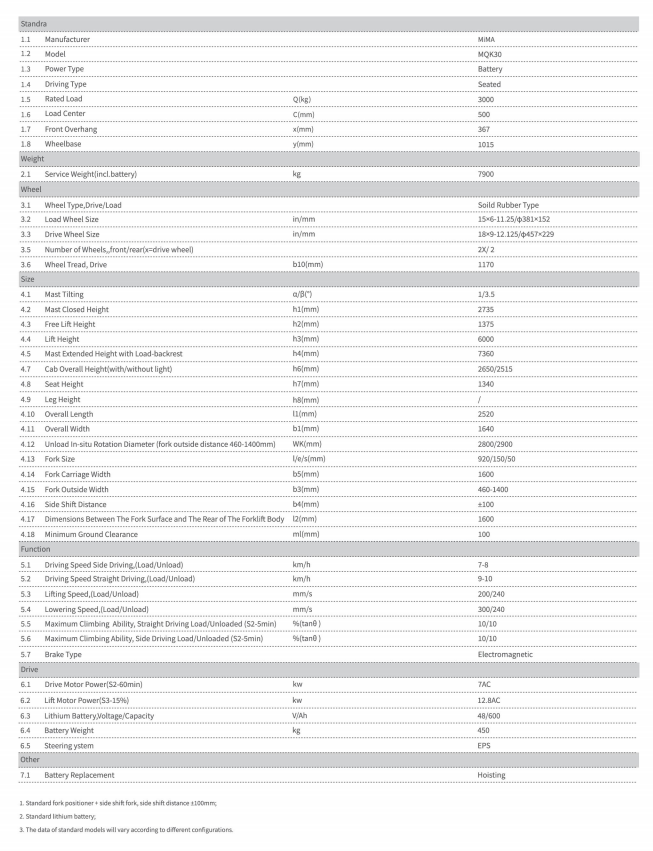 Standra
1.1 Manufacturer MiMA
1.2 Model MQK30
1.3 Power Type Battery
1.4 Driving Type Seated
1.5 Rated Load Q(kg) 3000
1.6 Load Center C(mm) 500
1.7 Front Overhang x(mm) 367
1.8 Wheelbase y(mm) 1015
Weight
2.1 Service Weight(incl.battery) kg 7900
Wheel
3.1 Wheel Type,Drive/Load Soild Rubber Type
3.2 Load Wheel Size in/mm 15×6-11.25/φ381×152
3.3 Drive Wheel Size in/mm 18×9-12.125/φ457×229
3.5 Number of Wheels,,front/rear(x=drive wheel) 2X/ 2
3.6 Wheel Tread, Drive b10(mm) 1170
Size
4.1 Mast Tilting α/β(°) 1/3.5
4.2 Mast Closed Height h1(mm) 2735
4.3 Free Lift Height h2(mm) 1375
4.4 Lift Height h3(mm) 6000
4.5 Mast Extended Height with Load-backrest h4(mm) 7360
4.7 Cab Overall Height(with/without light) h6(mm) 2650/2515
4.8 Seat Height h7(mm) 1340
4.9 Leg Height h8(mm) /
4.10 Overall Length l1(mm) 2520
4.11 Overall Width b1(mm) 1640
4.12 Unload In-situ Rotation Diameter (fork outside distance 460-1400mm) WK(mm) 2800/2900
4.13 Fork Size l/e/s(mm) 920/150/50
4.14 Fork Carriage Width b5(mm) 1600
4.15 Fork Outside Width b3(mm) 460-1400
4.16 Side Shift Distance b4(mm) ±100
4.17 Dimensions Between The Fork Surface and The Rear of The Forklift Body l2(mm) 1600
4.18 Minimum Ground Clearance ml(mm) 100
Function
5.1 Driving Speed Side Driving,(Load/Unload) km/h 7-8
5.2 Driving Speed Straight Driving,(Load/Unload) km/h 9-10
5.3 Lifting Speed,(Load/Unload) mm/s 200/240
5.4 Lowering Speed,(Load/Unload) mm/s 300/240
5.5 Maximum Climbing Ability, Straight Driving Load/Unloaded (S2-5min) %(tanθ ) 10/10
5.6 Maximum Climbing Ability, Side Driving Load/Unloaded (S2-5min) %(tanθ ) 10/10
5.7 Brake Type Electromagnetic
Drive
6.1 Drive Motor Power(S2-60min) kw 7AC
6.2 Lift Motor Power(S3-15%) kw 12.8AC
6.3 Lithium Battery,Voltage/Capacity V/Ah 48/600
6.4 Battery Weight kg 450
6.5 Steering ystem EPS
Other
7.1 Battery Replacement Hoisting
1. Standard fork positioner + side shift fork, side shift distance ±100mm;
2. Standard lithium battery;
3. The data of standard models will vary according to different configurations.